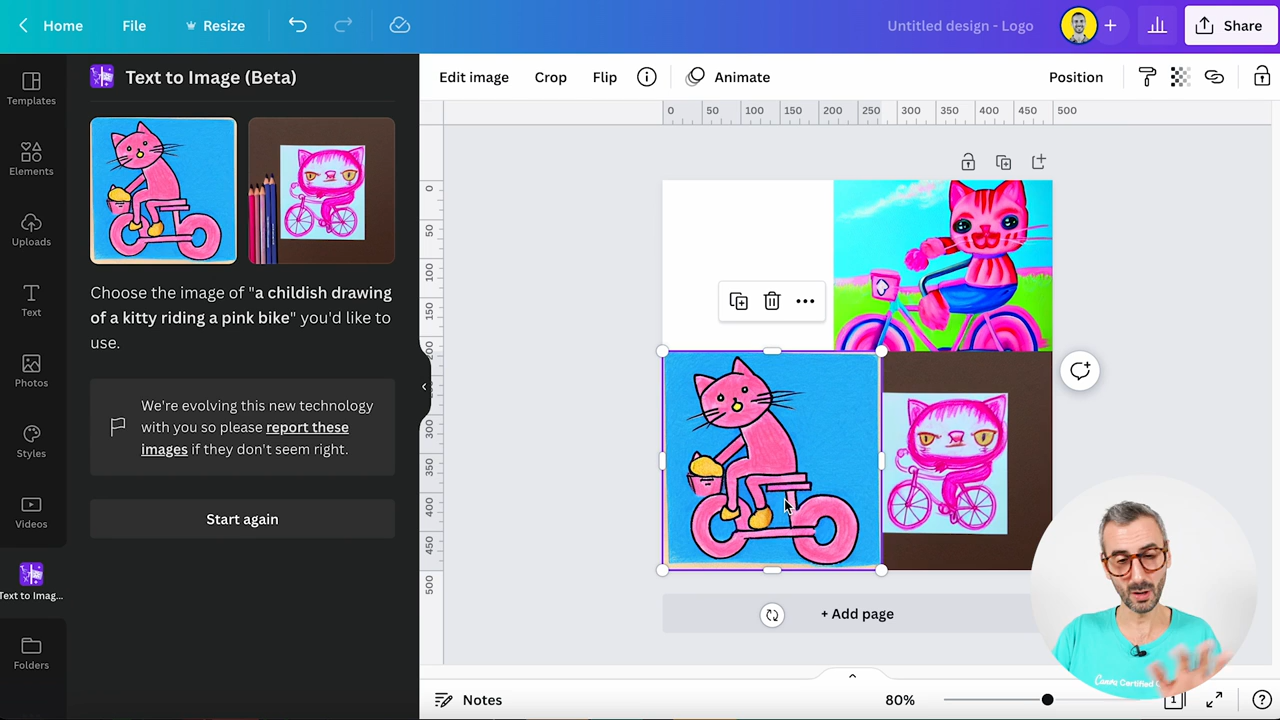 Home
File
Resize
Untitled design - Logo
+
Share
Templates
Elements
Uploads
Text
Photos
Styles
Videos
Text to Imag...
Folders
Text to Image (Beta)
Choose the image of "a childish drawing
of a kitty riding a pink bike" you'd like to
use.
We're evolving this new technology
with you so please report these
images if they don't seem right.
Start again
Edit image
Crop
Flip
Animate
Position
0 50 100 150 200 250 300 350 400 450 500
0
50
100
150
200
300
350
400
450
500
+ Add page
Notes
80%
1
?
Canva Certified